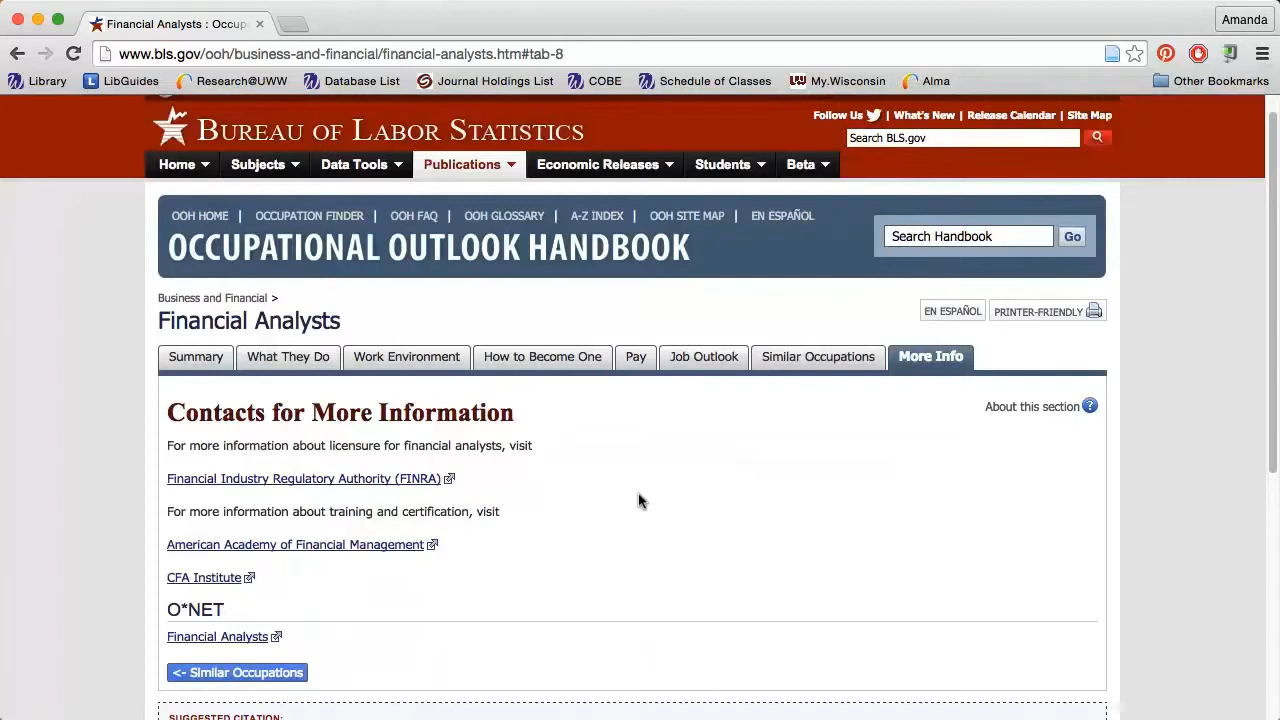 Financial Analysts : Occup
Amanda
www.bls.gov/ooh/business-and-financial/financial-analysts.htm#tab-8
Library LibGuides Research@UWW Database List Journal Holdings List COBE Schedule of Classes My.Wisconsin Alma Other Bookmarks
Follow Us | What's New | Release Calendar | Site Map
BUREAU OF LABOR STATISTICS
Search BLS.gov
Home Subjects Data Tools Publications Economic Releases Students Beta
OOH HOME | OCCUPATION FINDER | OOH FAQ | OOH GLOSSARY | A-Z INDEX | OOH SITE MAP | EN ESPAÑOL
OCCUPATIONAL OUTLOOK HANDBOOK
Search Handbook Go
Business and Financial >
Financial Analysts
EN ESPAÑOL PRINTER-FRIENDLY
Summary What They Do Work Environment How to Become One Pay Job Outlook Similar Occupations More Info
Contacts for More Information
About this section ?
For more information about licensure for financial analysts, visit
Financial Industry Regulatory Authority (FINRA)
For more information about training and certification, visit
American Academy of Financial Management
CFA Institute
O*NET
Financial Analysts
<- Similar Occupations
SUGGESTED CITATION: